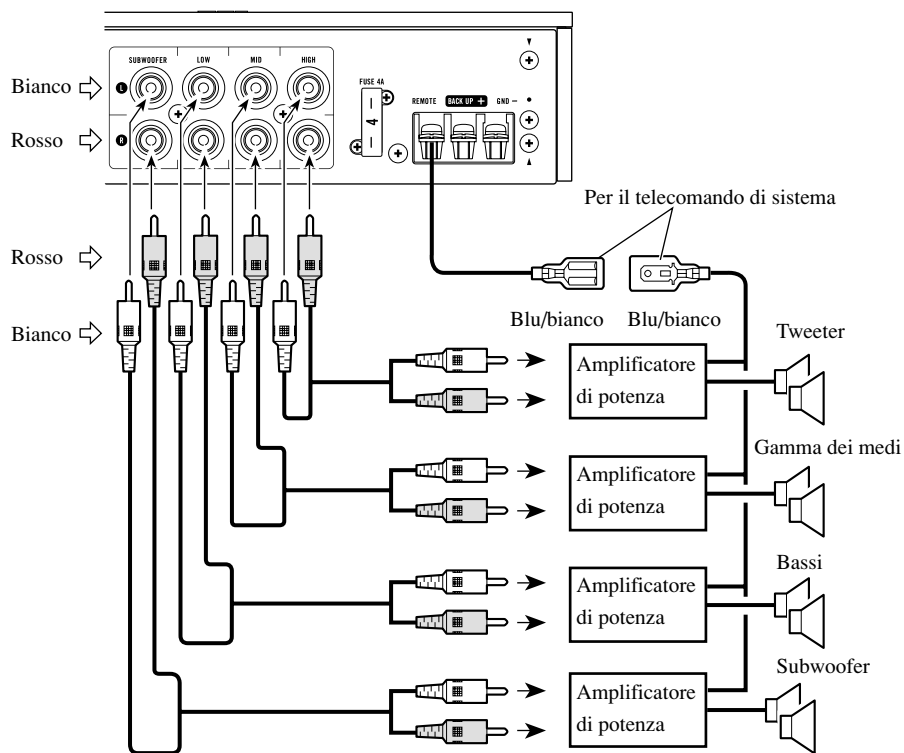 SUBWOOFER LOW MID HIGH
Bianco L
FUSE 4A
REMOTE BACK UP + GND –
4
Rosso R
Per il telecomando di sistema
Rosso
Blu/bianco Blu/bianco
Bianco
Tweeter
Amplificatore
di potenza
Gamma dei medi
Amplificatore
di potenza
Bassi
Amplificatore
di potenza
Subwoofer
Amplificatore
di potenza